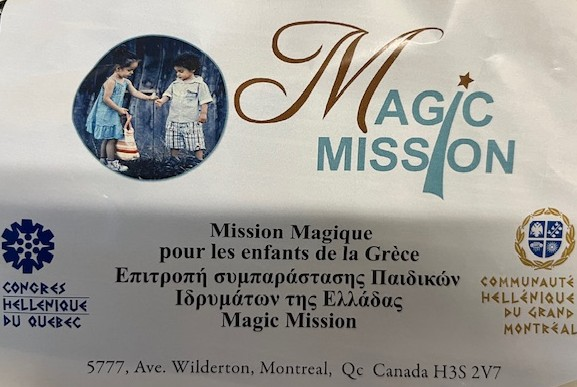 MAGIC
MISSION
Mission Magique
pour les enfants de la Grèce
Επιτροπή συμπαράστασης Παιδικών
Ιδρυμάτων της Ελλάδας
Magic Mission
CONGRES
HELLENIQUE
DU QUEBEC
COMMUNAUTÉ
HELLÉNIQUE
DU GRAND
MONTRÉAL
5777, Ave. Wilderton, Montreal, Qc Canada H3S 2V7